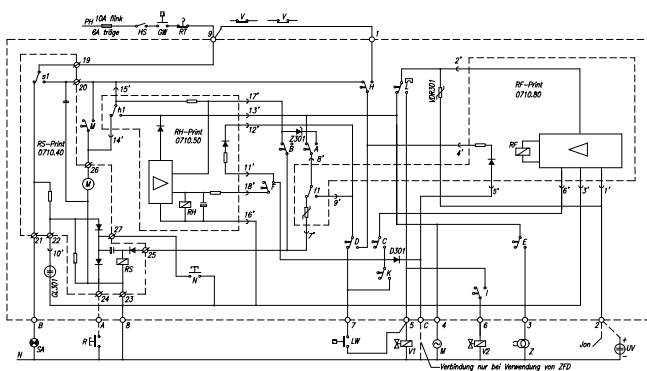 PH 10A flink
6A träge
HS GW RT
9
V V
1
19
s1
20
15'
17'
H
L
VDR301
2'
RF-Print
0710.80
RS-Print
0710.40
M
h1
13'
12'
14'
RH-Print
0710.50
Z301
B A
8'
4'
RF
26
M
11'
18'
F
f1
9'
5'
6' 3' 1'
RH
16'
7'
21 22
27
10'
25
D C
D301
E
GL301
RS
N
K
I
24 23
B 1A 8 7 5 C 4 6 3 2
SA
R
LW
V1
M
V2
Z
Jon
+
UV
-
N
Verbindung nur bei Verwendung von ZFD